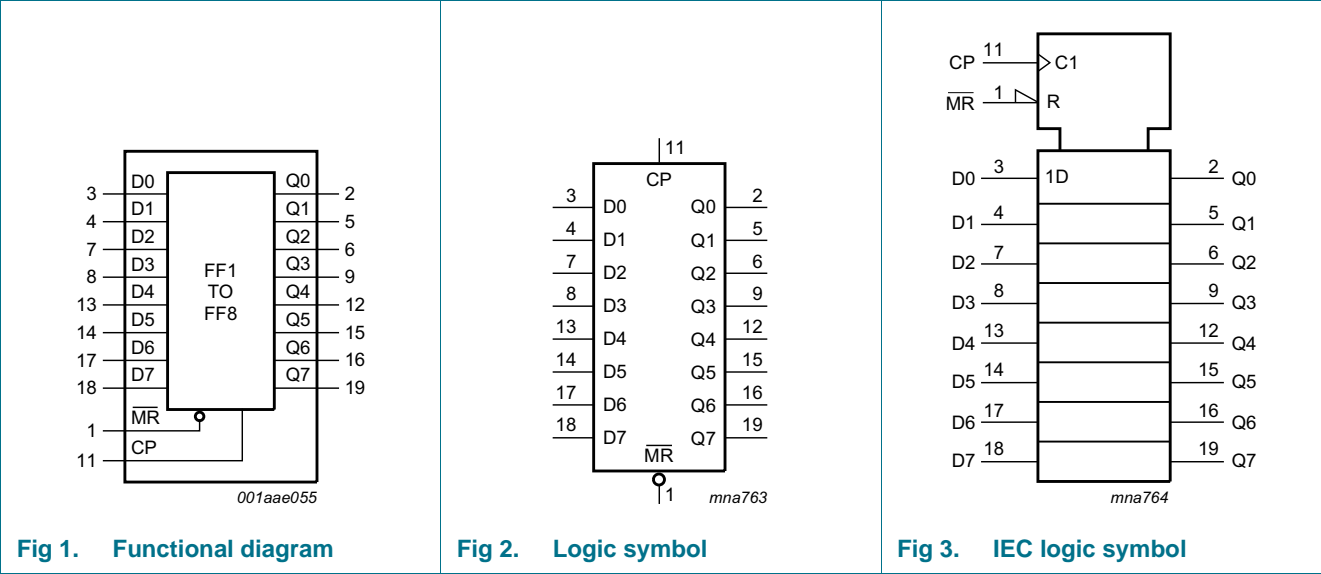 D0 Q0
3 2
D1 Q1
4 5
D2 Q2
7 6
D3 Q3
8 9
D4 Q4
13 12
D5 Q5
14 15
D6 Q6
17 16
D7 Q7
18 19
FF1
TO
FF8
MR
1
CP
11
001aae055
Fig 1. Functional diagram
11
CP
3 D0 Q0 2
4 D1 Q1 5
7 D2 Q2 6
8 D3 Q3 9
13 D4 Q4 12
14 D5 Q5 15
17 D6 Q6 16
18 D7 Q7 19
MR
1
mna763
Fig 2. Logic symbol
CP 11 C1
MR 1 R
D0 3 1D 2 Q0
D1 4 5 Q1
D2 7 6 Q2
D3 8 9 Q3
D4 13 12 Q4
D5 14 15 Q5
D6 17 16 Q6
D7 18 19 Q7
mna764
Fig 3. IEC logic symbol